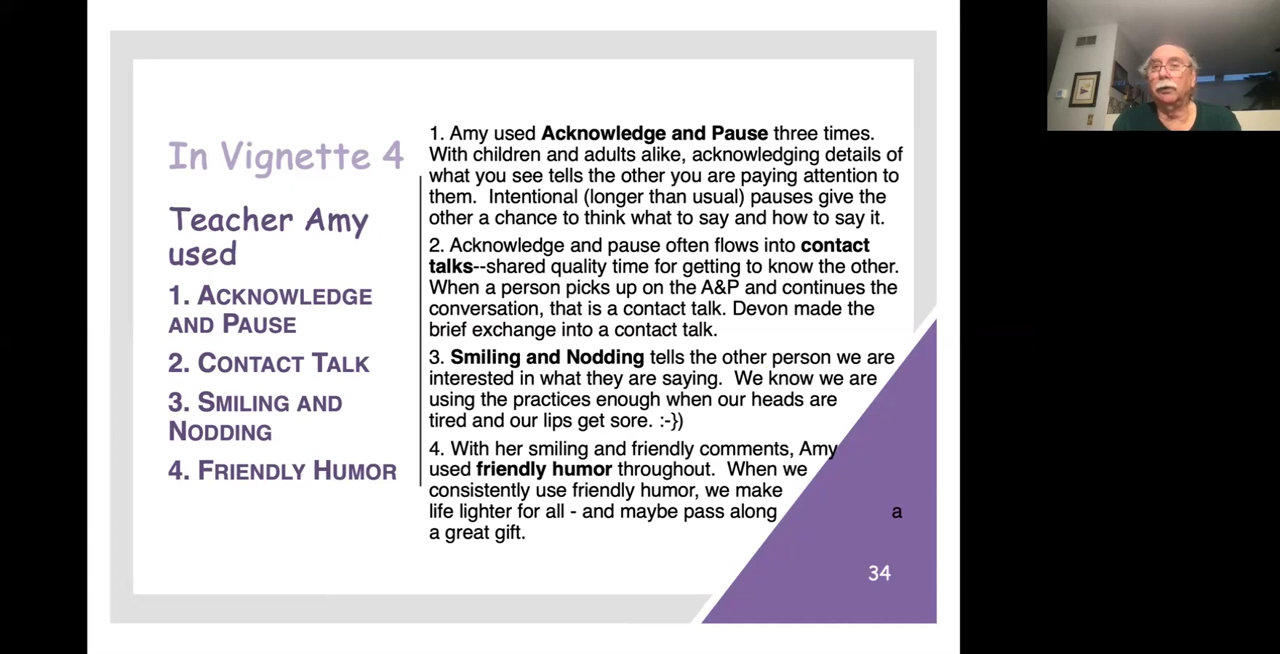 In Vignette 4
Teacher Amy
used
1. ACKNOWLEDGE
AND PAUSE
2. CONTACT TALK
3. SMILING AND
NODDING
4. FRIENDLY HUMOR
1. Amy used Acknowledge and Pause three times.
With children and adults alike, acknowledging details of
what you see tells the other you are paying attention to
them.  Intentional (longer than usual) pauses give the
other a chance to think what to say and how to say it.
2. Acknowledge and pause often flows into contact
talks--shared quality time for getting to know the other.
When a person picks up on the A&P and continues the
conversation, that is a contact talk. Devon made the
brief exchange into a contact talk.
3. Smiling and Nodding tells the other person we are
interested in what they are saying.  We know we are
using the practices enough when our heads are
tired and our lips get sore. :-})
4. With her smiling and friendly comments, Amy
used friendly humor throughout.  When we
consistently use friendly humor, we make
life lighter for all - and maybe pass along a
a great gift.
34